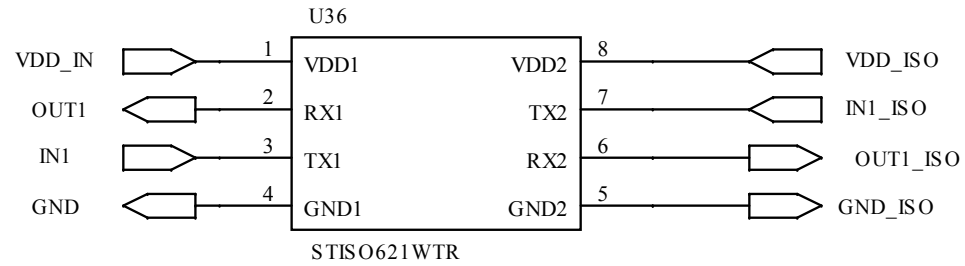 U36
VDD_IN 1 VDD1 VDD2 8 VDD_ISO
OUT1 2 RX1 TX2 7 IN1_ISO
IN1 3 TX1 RX2 6 OUT1_ISO
GND 4 GND1 GND2 5 GND_ISO
STISO621WTR